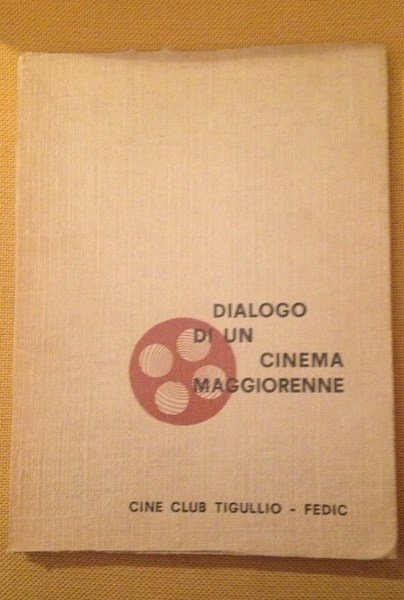 DIALOGO
DI UN
CINEMA
MAGGIORENNE
CINE CLUB TIGULLIO - FEDIC